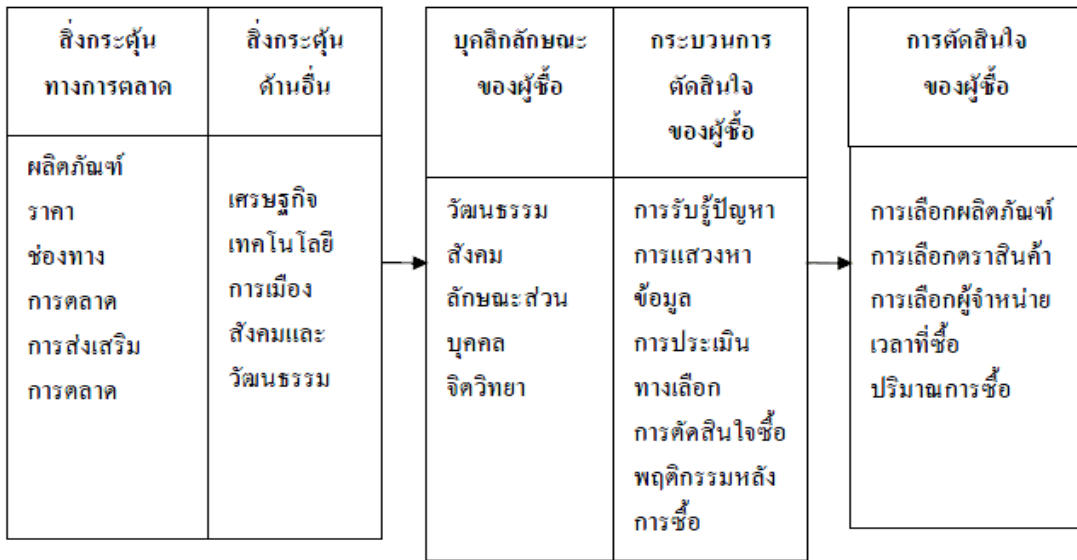 สิ่งกระตุ้น
ทางการตลาด
สิ่งกระตุ้น
ด้านอื่น
บุคลิกลักษณะ
ของผู้ซื้อ
กระบวนการ
ตัดสินใจ
ของผู้ซื้อ
การตัดสินใจ
ของผู้ซื้อ
ผลิตภัณฑ์
ราคา
ช่องทาง
การตลาด
การส่งเสริม
การตลาด
เศรษฐกิจ
เทคโนโลยี
การเมือง
สังคมและ
วัฒนธรรม
วัฒนธรรม
สังคม
ลักษณะส่วน
บุคคล
จิตวิทยา
การรับรู้ปัญหา
การแสวงหา
ข้อมูล
การประเมิน
ทางเลือก
การตัดสินใจซื้อ
พฤติกรรมหลัง
การซื้อ
การเลือกผลิตภัณฑ์
การเลือกตราสินค้า
การเลือกผู้จำหน่าย
เวลาที่ซื้อ
ปริมาณการซื้อ